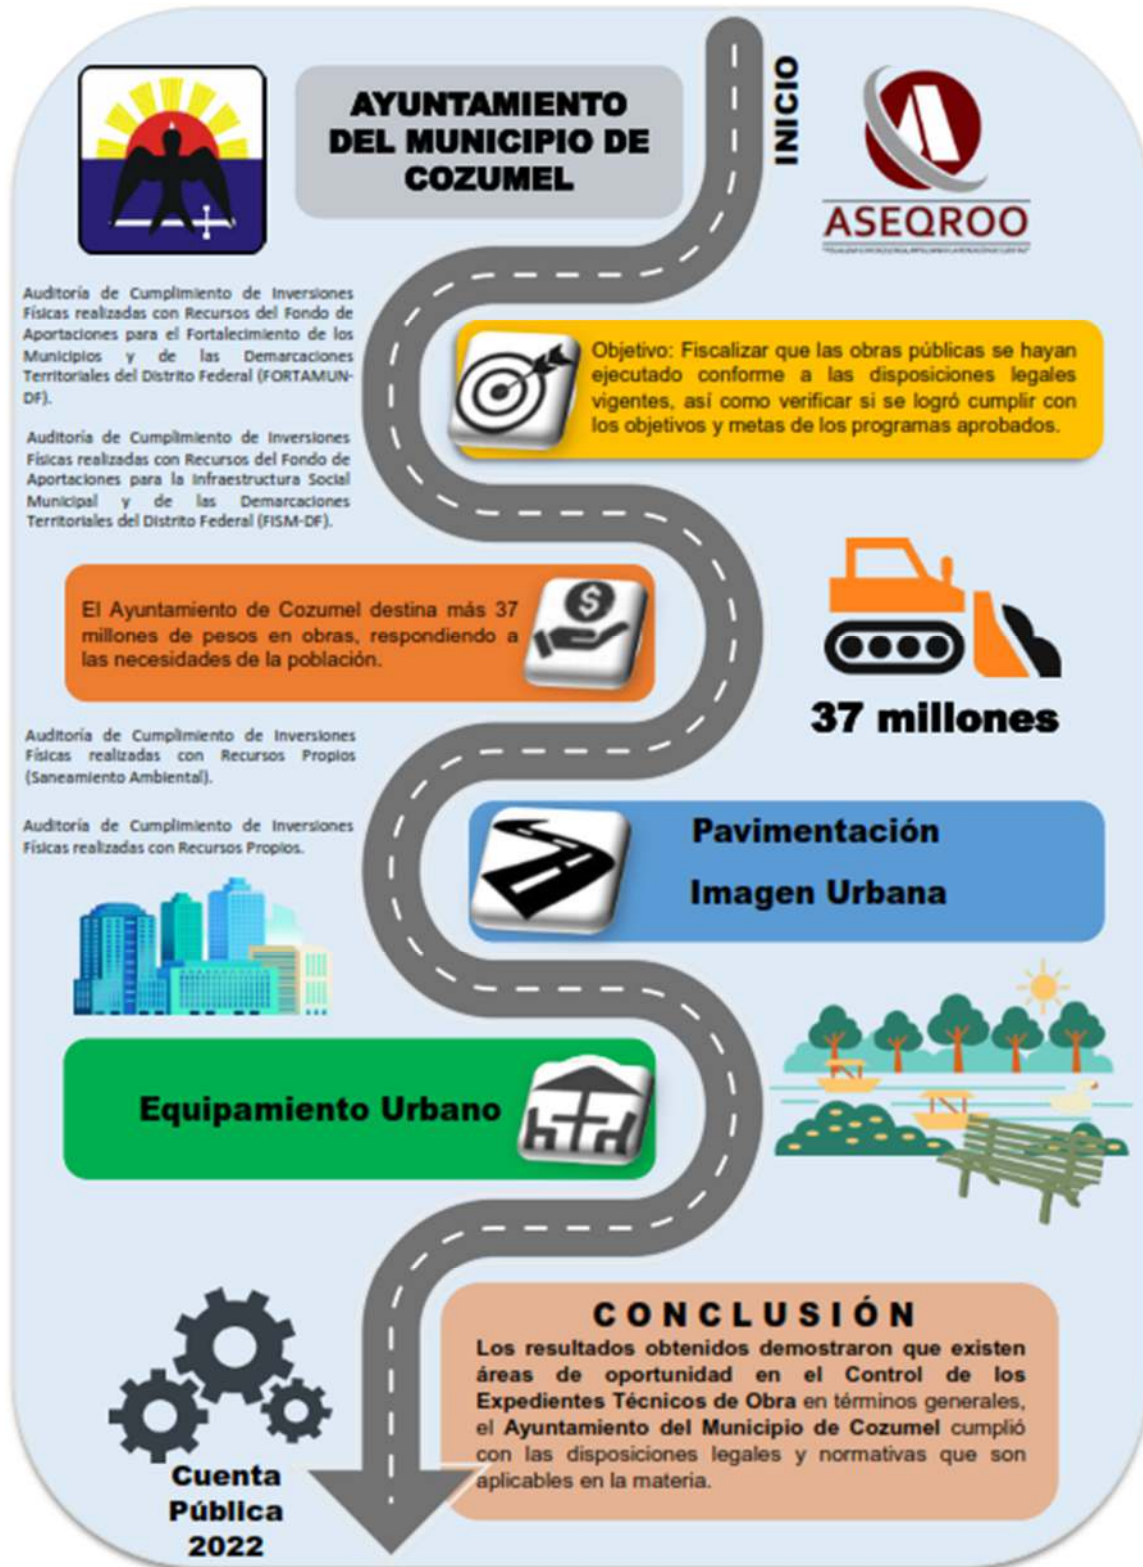 AYUNTAMIENTO
DEL MUNICIPIO DE
COZUMEL
INICIO
ASEQROO
Auditoría de Cumplimiento de Inversiones
Físicas realizadas con Recursos del Fondo de
Aportaciones para el Fortalecimiento de los
Municipios y de las Demarcaciones
Territoriales del Distrito Federal (FORTAMUN-
DF).
Objetivo: Fiscalizar que las obras públicas se hayan
ejecutado conforme a las disposiciones legales
vigentes, así como verificar si se logró cumplir con
los objetivos y metas de los programas aprobados.
Auditoría de Cumplimiento de Inversiones
Físicas realizadas con Recursos del Fondo de
Aportaciones para la Infraestructura Social
Municipal y de las Demarcaciones
Territoriales del Distrito Federal (FISM-DF).
El Ayuntamiento de Cozumel destina más 37
millones de pesos en obras, respondiendo a
las necesidades de la población.
$
37 millones
Auditoría de Cumplimiento de Inversiones
Físicas realizadas con Recursos Propios
(Saneamiento Ambiental).
Auditoría de Cumplimiento de Inversiones
Físicas realizadas con Recursos Propios.
Pavimentación
Imagen Urbana
Equipamiento Urbano
CONCLUSIÓN
Los resultados obtenidos demostraron que existen
áreas de oportunidad en el Control de los
Expedientes Técnicos de Obra en términos generales,
el Ayuntamiento del Municipio de Cozumel cumplió
con las disposiciones legales y normativas que son
aplicables en la materia.
Cuenta
Pública
2022